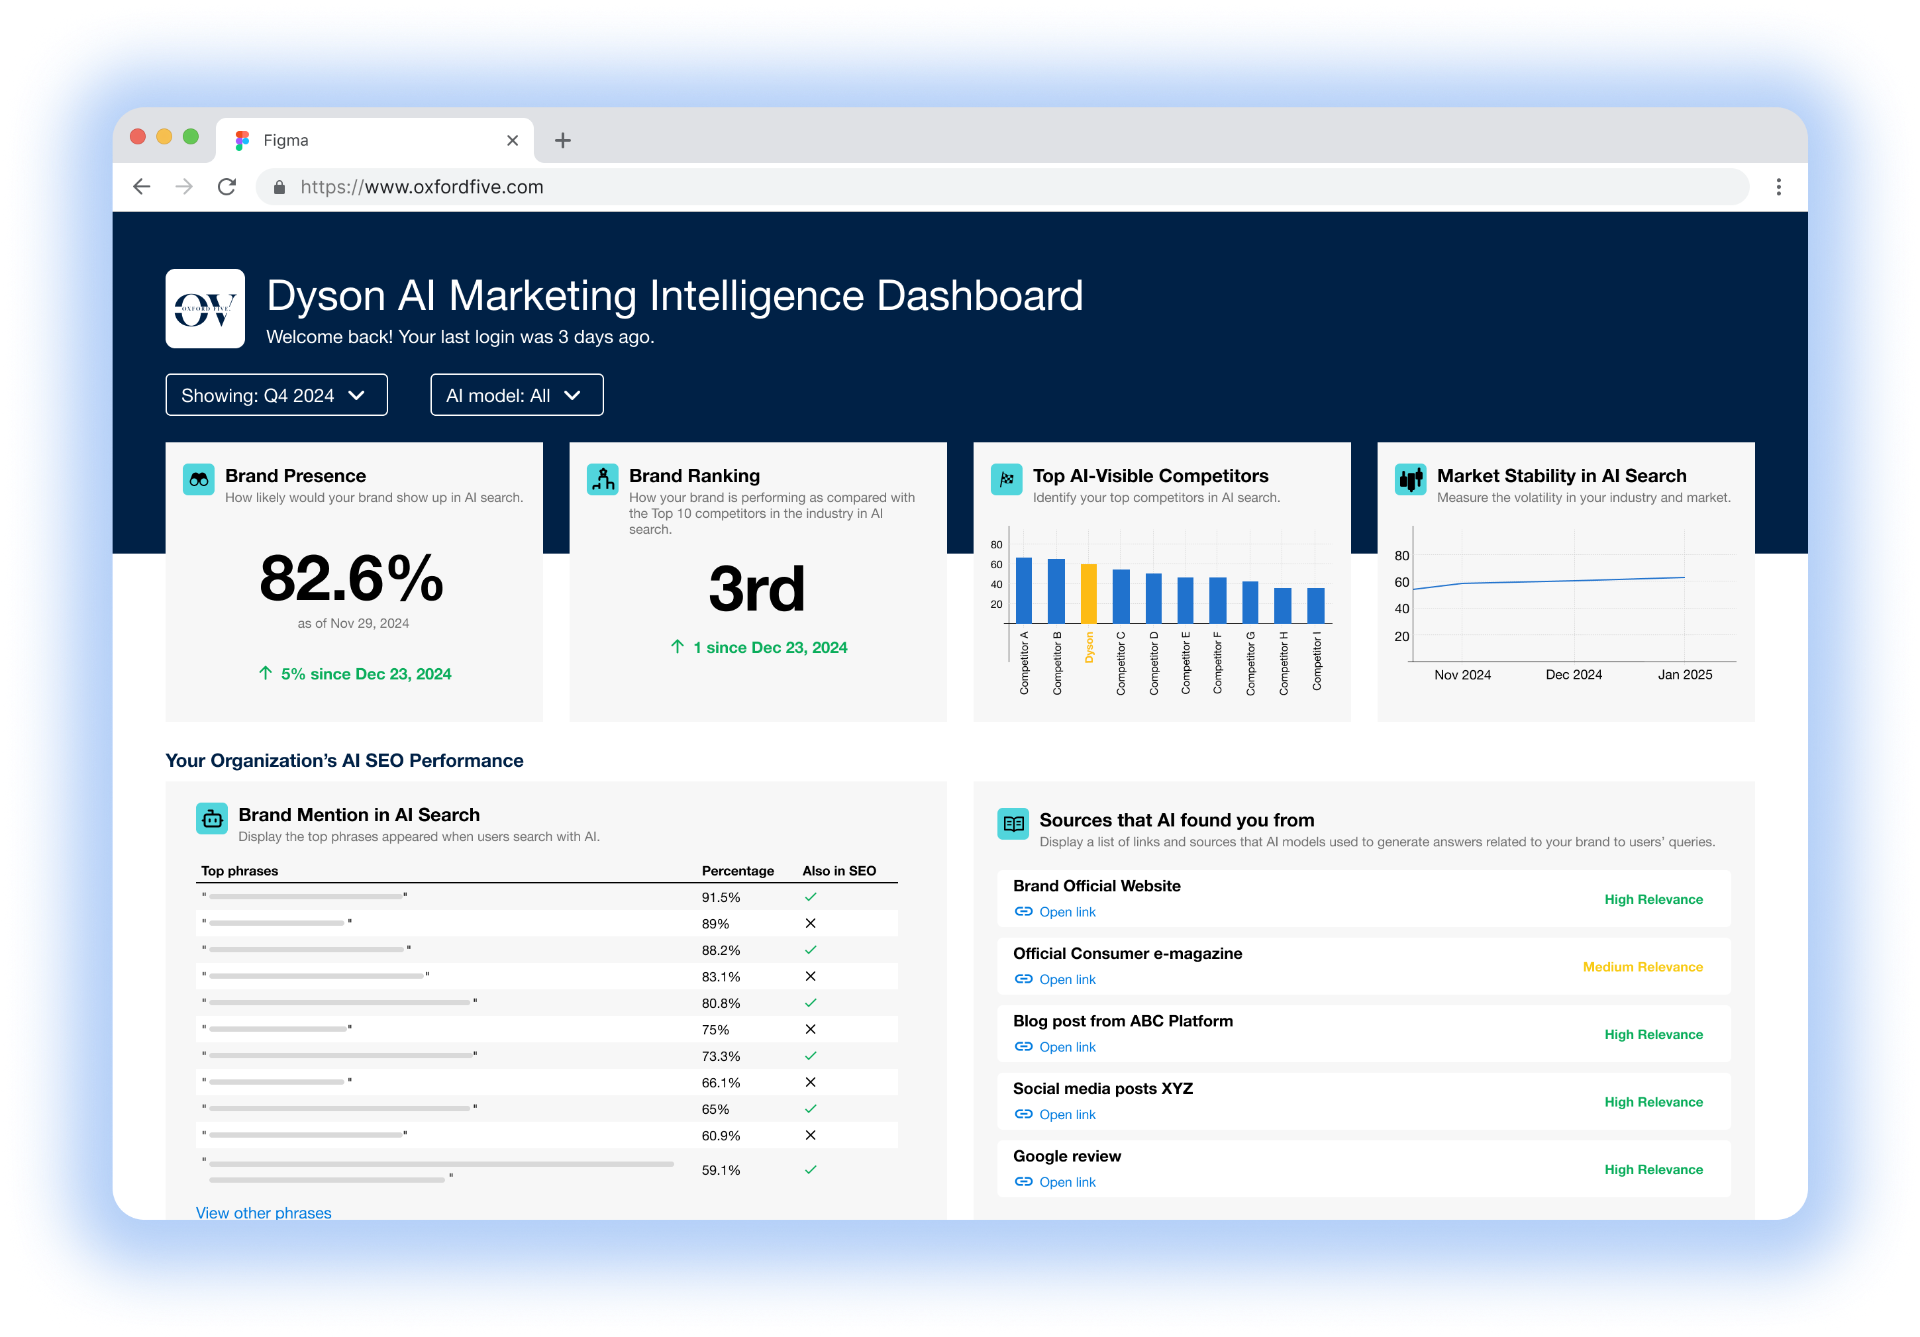 Figma
https://www.oxfordfive.com
OV
OXFORD FIVE
Dyson AI Marketing Intelligence Dashboard
Welcome back! Your last login was 3 days ago.
Showing: Q4 2024
AI model: All
Brand Presence
How likely would your brand show up in AI search.
82.6%
as of Nov 29, 2024
5% since Dec 23, 2024
Brand Ranking
How your brand is performing as compared with
the Top 10 competitors in the industry in AI
search.
3rd
1 since Dec 23, 2024
Top AI-Visible Competitors
Identify your top competitors in AI search.
80
60
40
20
Competitor A
Competitor B
Dyson
Competitor C
Competitor D
Competitor E
Competitor F
Competitor G
Competitor H
Competitor I
Market Stability in AI Search
Measure the volatility in your industry and market.
80
60
40
20
Nov 2024
Dec 2024
Jan 2025
Your Organization’s AI SEO Performance
Brand Mention in AI Search
Display the top phrases appeared when users search with AI.
Top phrases Percentage Also in SEO
" " 91.5%
" " 89%
" " 88.2%
" " 83.1%
" " 80.8%
" " 75%
" " 73.3%
" " 66.1%
" " 65%
" " 60.9%
" " 59.1%
View other phrases
Sources that AI found you from
Display a list of links and sources that AI models used to generate answers related to your brand to users’ queries.
Brand Official Website
Open link
High Relevance
Official Consumer e-magazine
Open link
Medium Relevance
Blog post from ABC Platform
Open link
High Relevance
Social media posts XYZ
Open link
High Relevance
Google review
Open link
High Relevance